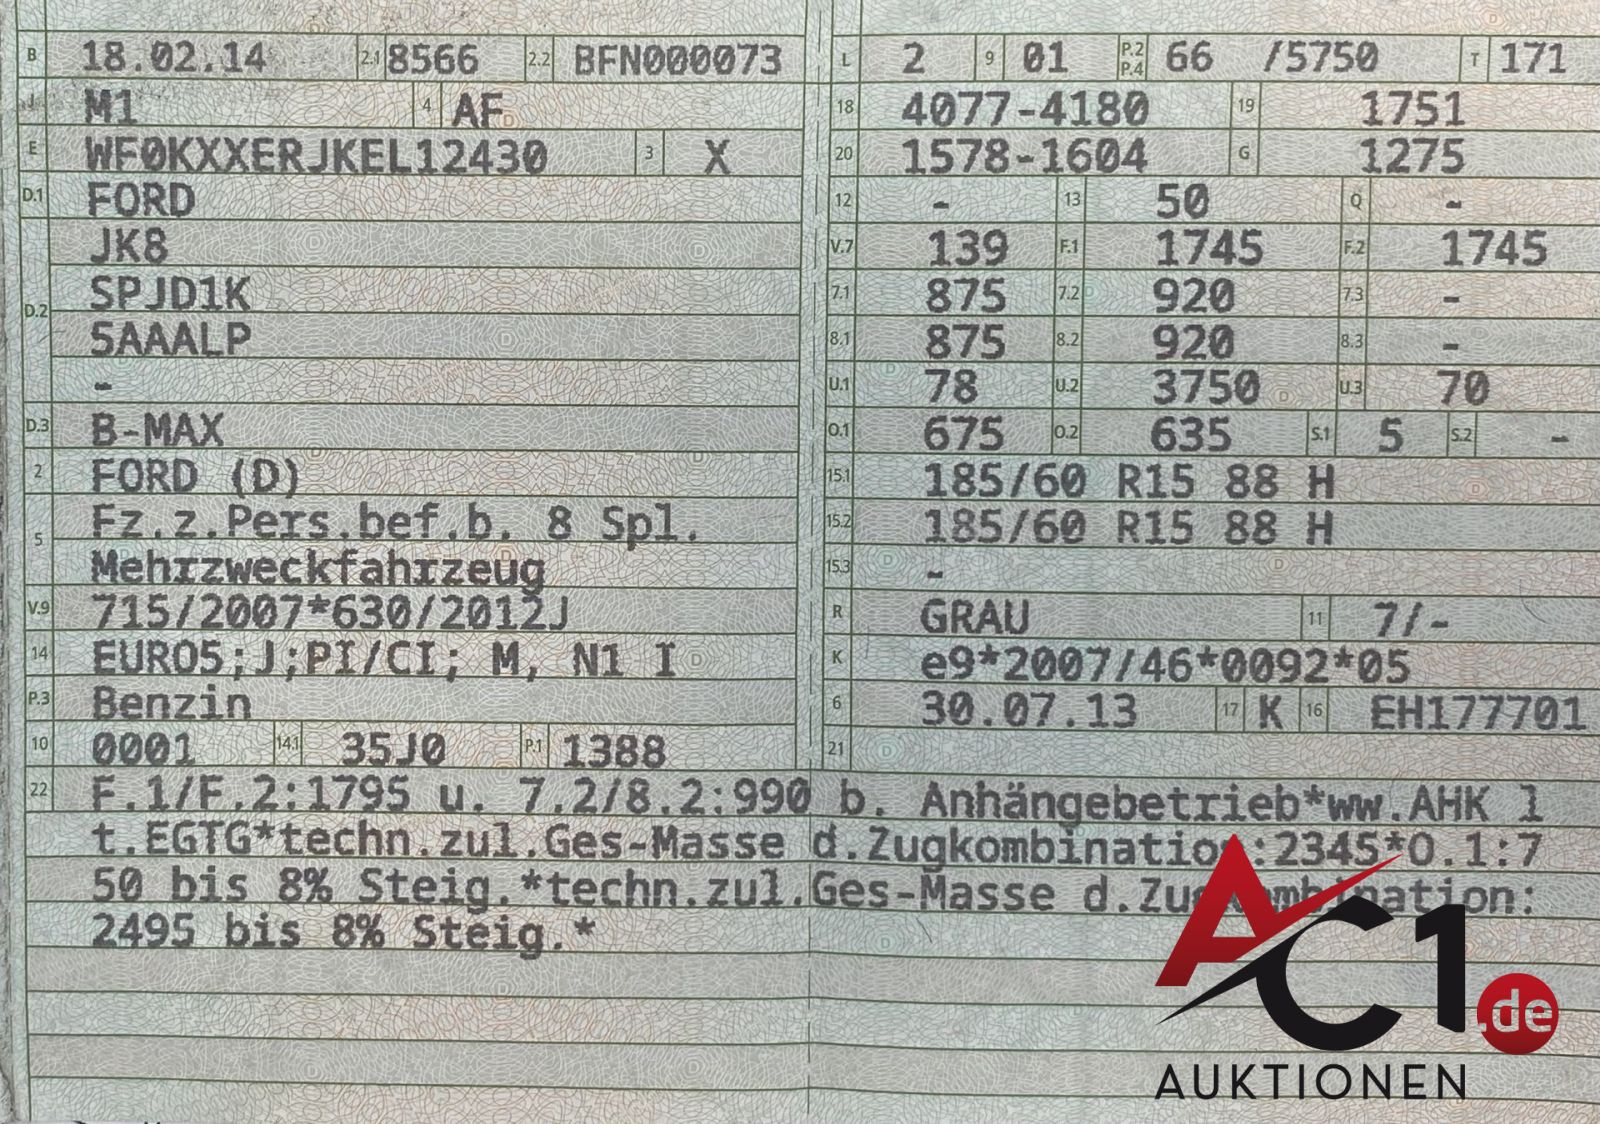 B 18.02.14 2.1 8566 2.2 BFN000073
J M1 4 AF
E WF0KXXERJKEL12430 3 X
D.1 FORD
JK8
D.2 SPJD1K
5AAALP
-
D.3 B-MAX
2 FORD (D)
5 Fz.z.Pers.bef.b. 8 Spl.
Mehrzweckfahrzeug
V.9 715/2007*630/2012J
14 EURO5;J;PI/CI; M, N1 I
P.3 Benzin
10 0001 14.1 35J0 P.1 1388
L 2 9 01 P.2 P.4 66 /5750 T 171
18 4077-4180 19 1751
20 1578-1604 G 1275
12 - 13 50 Q -
V.7 139 F.1 1745 F.2 1745
7.1 875 7.2 920 7.3 -
8.1 875 8.2 920 8.3 -
U.1 78 U.2 3750 U.3 70
O.1 675 O.2 635 S.1 5 S.2 -
15.1 185/60 R15 88 H
15.2 185/60 R15 88 H
15.3 -
R GRAU 11 7/-
K e9*2007/46*0092*05
6 30.07.13 17 K 16 EH177701
21
22 F.1/F.2:1795 u. 7.2/8.2:990 b. Anhängebetrieb*ww.AHK l
t.EGTG*techn.zul.Ges-Masse d.Zugkombination:2345*O.1:7
50 bis 8% Steig.*techn.zul.Ges-Masse d.Zugkombination:
2495 bis 8% Steig.*
AC1.de
AUKTIONEN